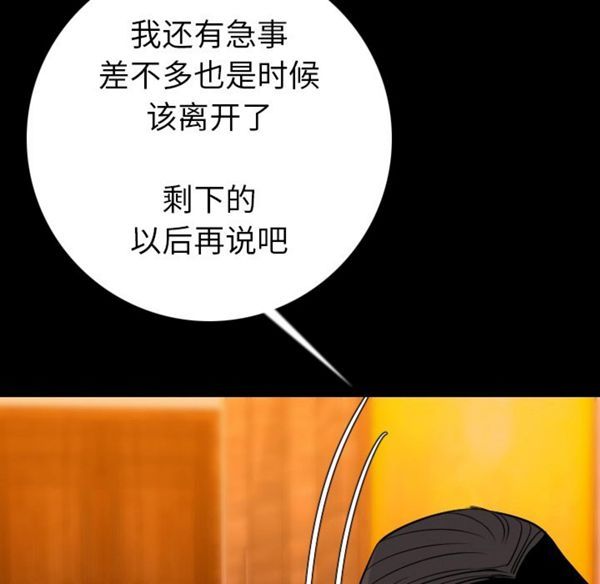 我还有急事
差不多也是时候
该离开了
剩下的
以后再说吧